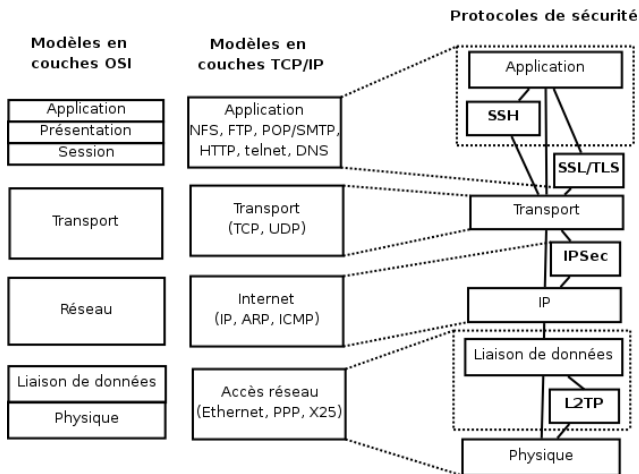 Modèles en
couches OSI
Application
Présentation
Session
Transport
Réseau
Liaison de données
Physique
Modèles en
couches TCP/IP
Application
NFS, FTP, POP/SMTP,
HTTP, telnet, DNS
Transport
(TCP, UDP)
Internet
(IP, ARP, ICMP)
Accès réseau
(Ethernet, PPP, X25)
Protocoles de sécurité
Application
SSH
SSL/TLS
Transport
IPSec
IP
Liaison de données
L2TP
Physique